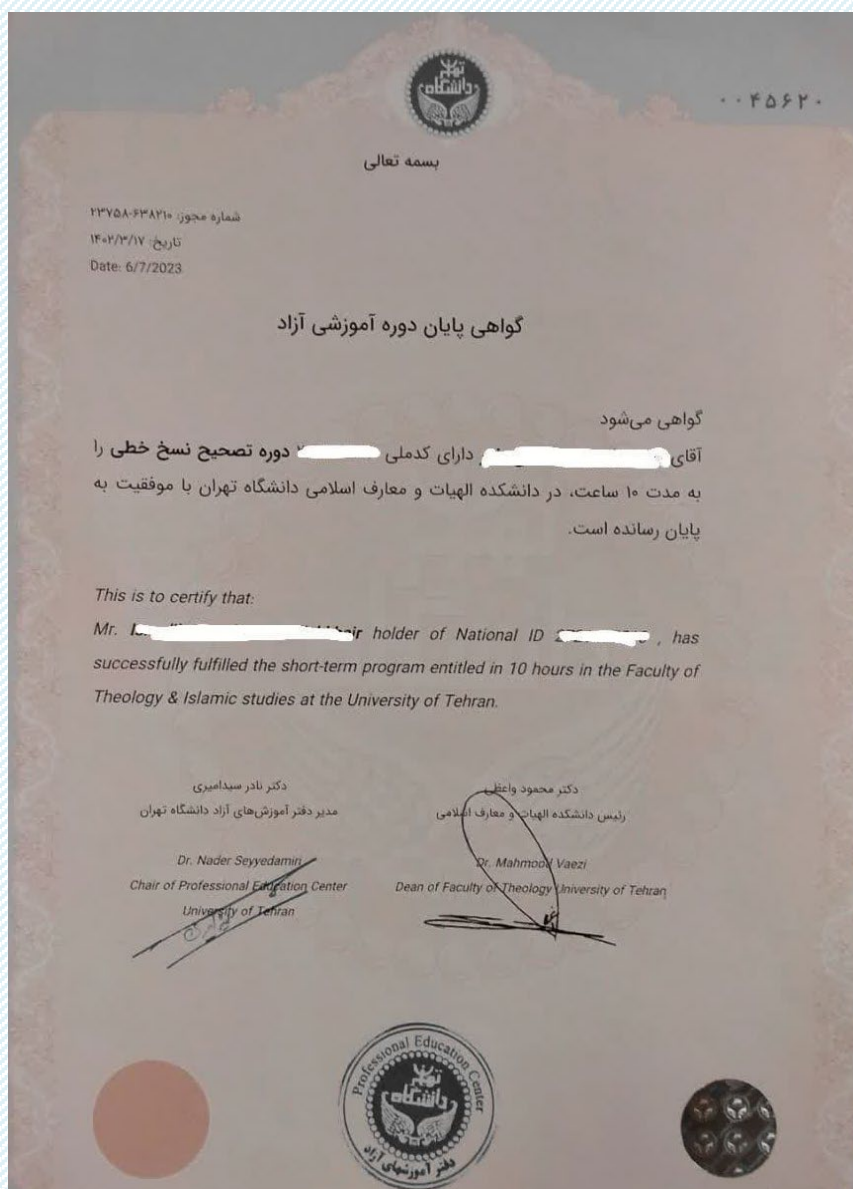 دانشگاه تهران
۰۰۴۵۶۲۰
بسمه تعالی
شماره مجوز: ۲۳۷۵۸-۶۳۸۲۱۰
تاریخ: ۱۴۰۲/۳/۱۷
Date: 6/7/2023
گواهی پایان دوره آموزشی آزاد
گواهی می‌شود
آقای دارای کدملی دوره تصحیح نسخ خطی را
به مدت ۱۰ ساعت، در دانشکده الهیات و معارف اسلامی دانشگاه تهران با موفقیت به
پایان رسانده است.
This is to certify that:
Mr. holder of National ID , has
successfully fulfilled the short-term program entitled in 10 hours in the Faculty of
Theology & Islamic studies at the University of Tehran.
دکتر محمود واعظی
رئیس دانشکده الهیات و معارف اسلامی
Dr. Mahmood Vaezi
Dean of Faculty of Theology University of Tehran
دکتر نادر سیدامیری
مدیر دفتر آموزش‌های آزاد دانشگاه تهران
Dr. Nader Seyyedamiri
Chair of Professional Education Center
University of Tehran
Professional Education Center
دانشگاه تهران
دفتر آموزشهای آزاد